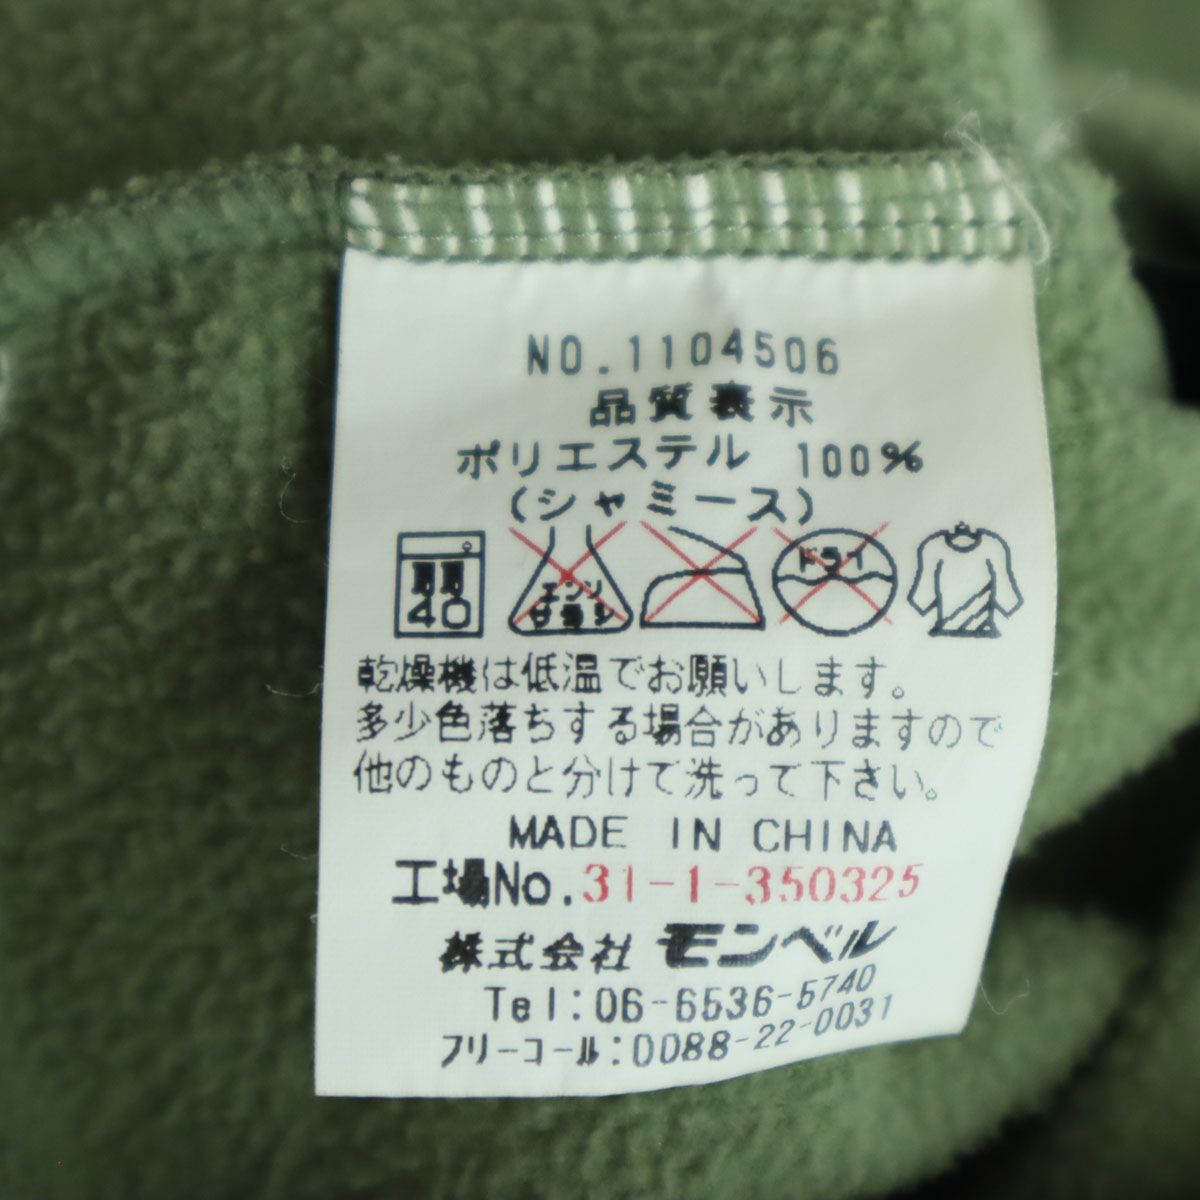 NO.1104506
品質表示
ポリエステル 100%
(シャミース)
40 エンソ サラシ ドライ
乾燥機は低温でお願いします。
多少色落ちする場合がありますので
他のものと分けて洗って下さい。
MADE IN CHINA
工場No.31-1-350325
株式会社 モンベル
Tel:06-6536-5740
フリーコール:0088-22-0031